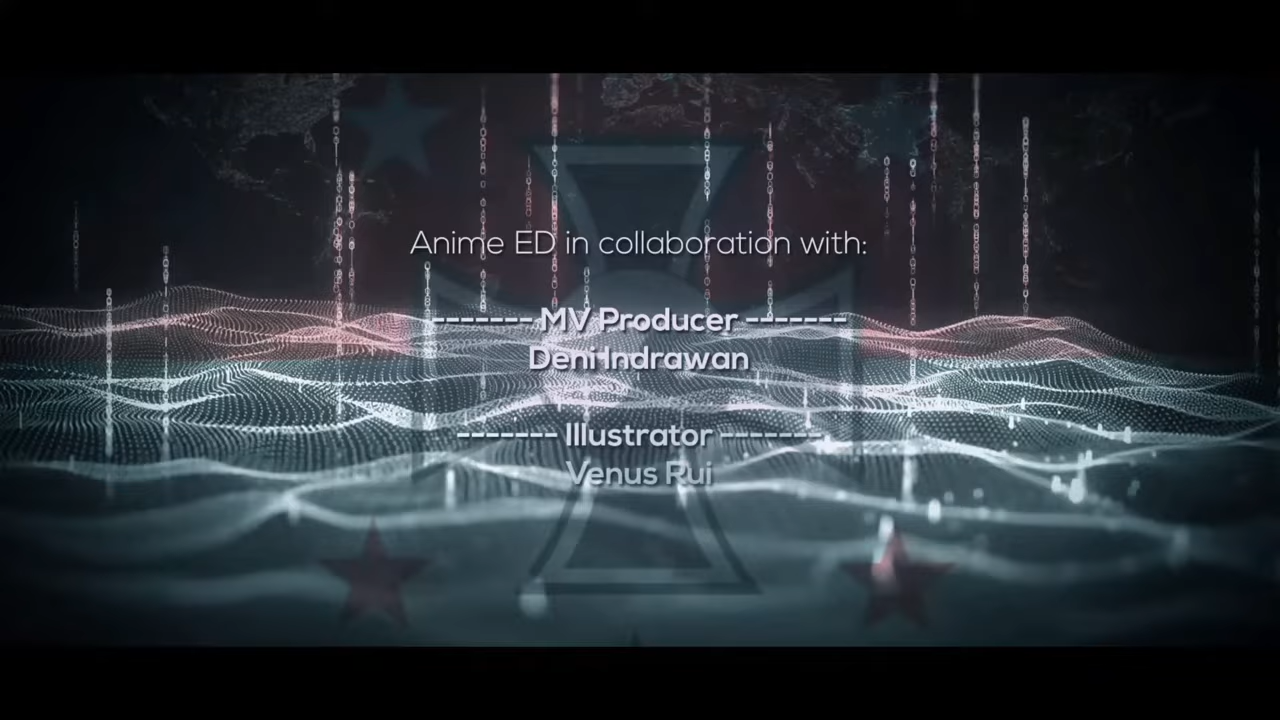 Anime ED in collaboration with:
------- MV Producer -------
Deni Indrawan
------- Illustrator -------
Venus Rui